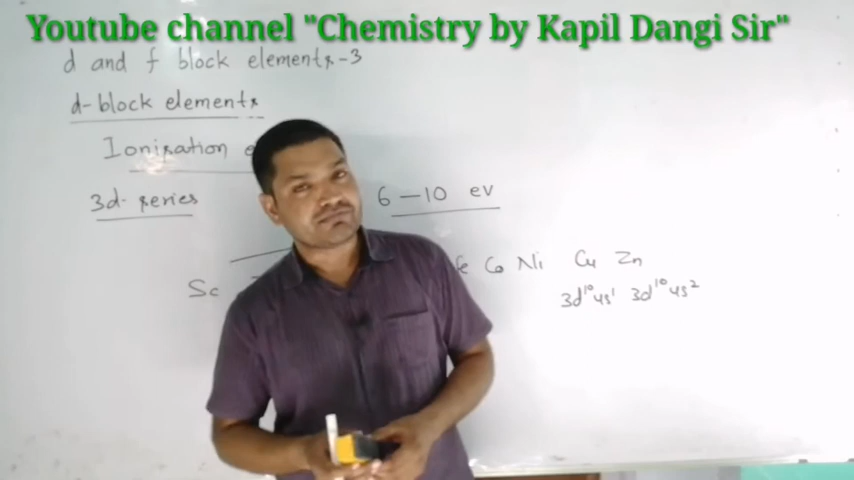 Youtube channel "Chemistry by Kapil Dangi Sir"
d and f block elements-3
d-block elements
Ionisation
3d- series 6 — 10 ev
Sc Co Ni Cu Zn
3d¹⁰4s¹ 3d¹⁰4s²